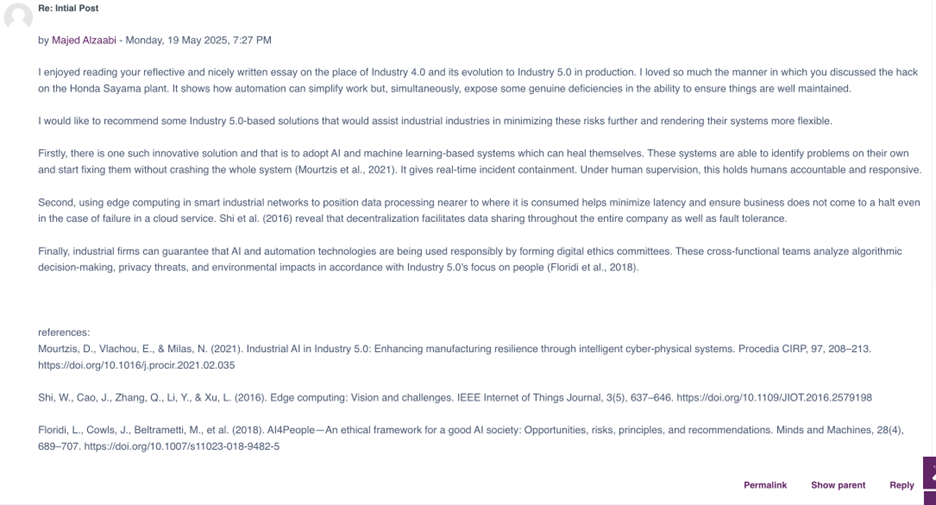 Re: Intial Post
by Majed Alzaabi - Monday, 19 May 2025, 7:27 PM
I enjoyed reading your reflective and nicely written essay on the place of Industry 4.0 and its evolution to Industry 5.0 in production. I loved so much the manner in which you discussed the hack
on the Honda Sayama plant. It shows how automation can simplify work but, simultaneously, expose some genuine deficiencies in the ability to ensure things are well maintained.
I would like to recommend some Industry 5.0-based solutions that would assist industrial industries in minimizing these risks further and rendering their systems more flexible.
Firstly, there is one such innovative solution and that is to adopt AI and machine learning-based systems which can heal themselves. These systems are able to identify problems on their own
and start fixing them without crashing the whole system (Mourtzis et al., 2021). It gives real-time incident containment. Under human supervision, this holds humans accountable and responsive.
Second, using edge computing in smart industrial networks to position data processing nearer to where it is consumed helps minimize latency and ensure business does not come to a halt even
in the case of failure in a cloud service. Shi et al. (2016) reveal that decentralization facilitates data sharing throughout the entire company as well as fault tolerance.
Finally, industrial firms can guarantee that AI and automation technologies are being used responsibly by forming digital ethics committees. These cross-functional teams analyze algorithmic
decision-making, privacy threats, and environmental impacts in accordance with Industry 5.0's focus on people (Floridi et al., 2018).
references:
Mourtzis, D., Vlachou, E., & Milas, N. (2021). Industrial AI in Industry 5.0: Enhancing manufacturing resilience through intelligent cyber-physical systems. Procedia CIRP, 97, 208–213.
https://doi.org/10.1016/j.procir.2021.02.035
Shi, W., Cao, J., Zhang, Q., Li, Y., & Xu, L. (2016). Edge computing: Vision and challenges. IEEE Internet of Things Journal, 3(5), 637–646. https://doi.org/10.1109/JIOT.2016.2579198
Floridi, L., Cowls, J., Beltrametti, M., et al. (2018). AI4People—An ethical framework for a good AI society: Opportunities, risks, principles, and recommendations. Minds and Machines, 28(4),
689–707. https://doi.org/10.1007/s11023-018-9482-5
Permalink Show parent Reply